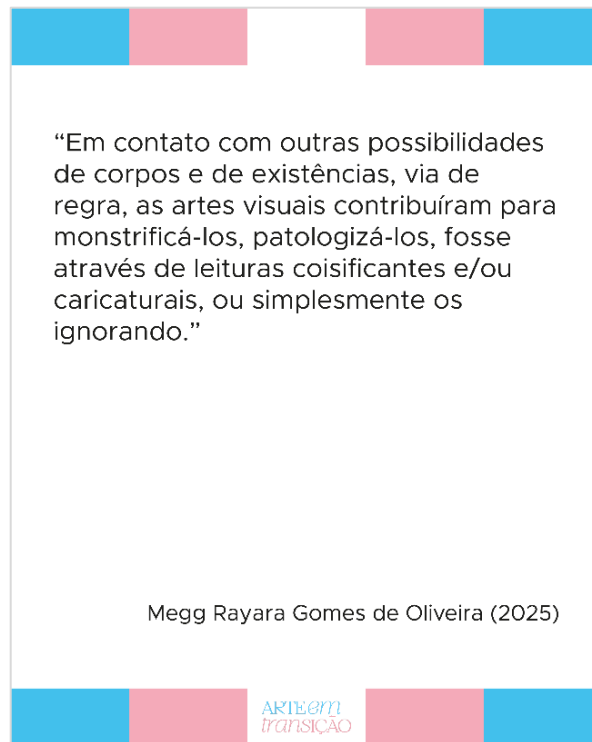 “Em contato com outras possibilidades
de corpos e de existências, via de
regra, as artes visuais contribuíram para
monstrificá-los, patologizá-los, fosse
através de leituras coisificantes e/ou
caricaturais, ou simplesmente os
ignorando.”
Megg Rayara Gomes de Oliveira (2025)
ARTEem
transIÇÃO